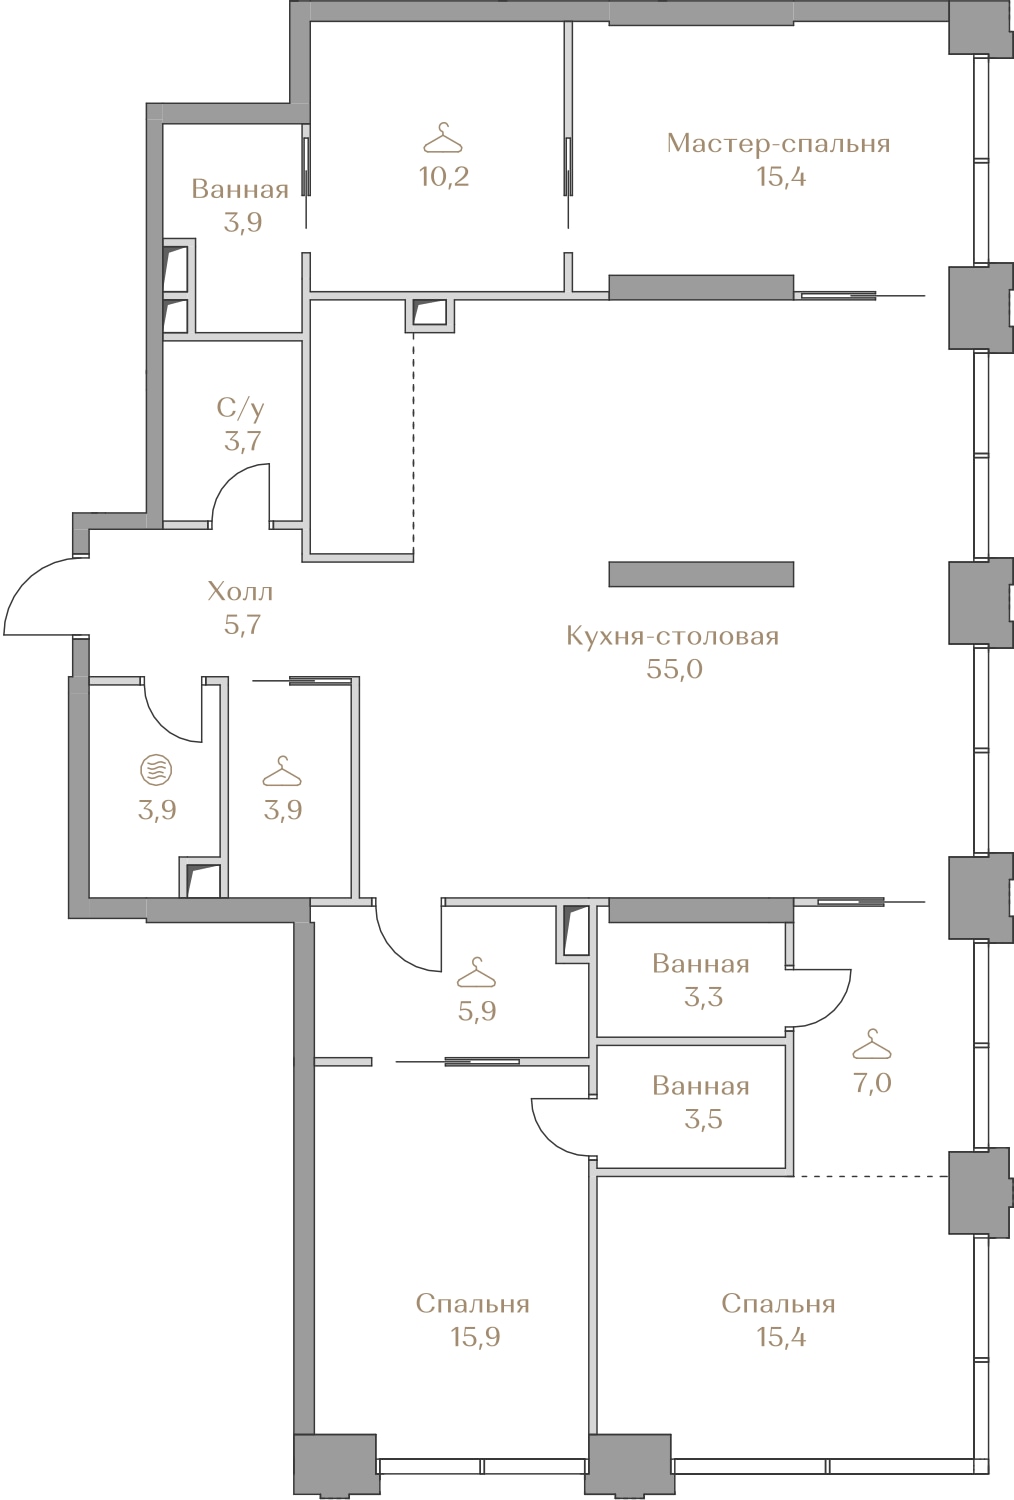 10,2
Мастер-спальня
15,4
Ванная
3,9
С/у
3,7
Холл
5,7
Кухня-столовая
55,0
3,9
3,9
Ванная
3,3
5,9
7,0
Ванная
3,5
Спальня
15,9
Спальня
15,4